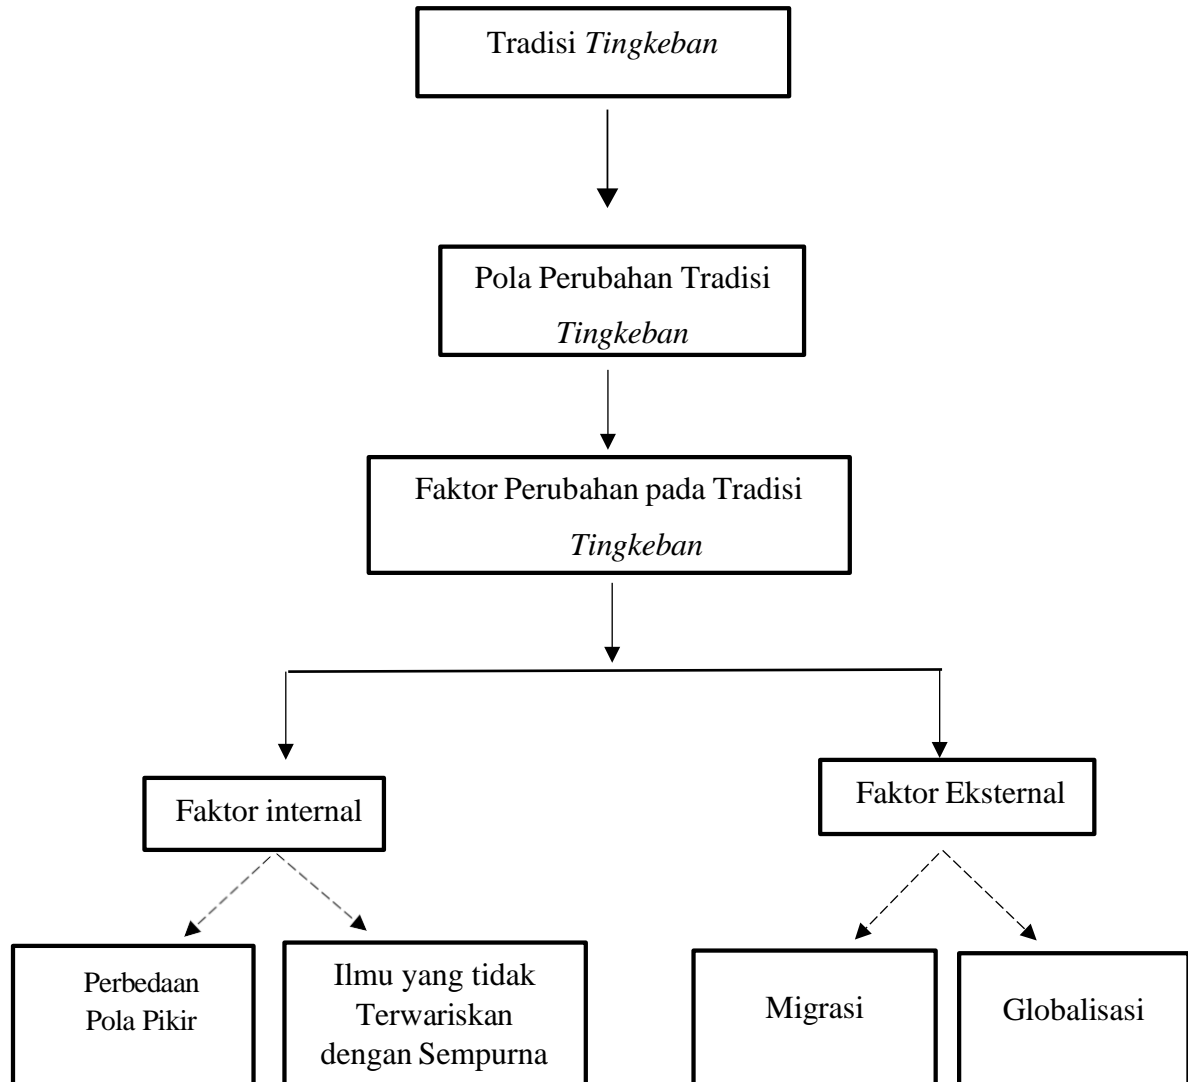 Tradisi Tingkeban
Pola Perubahan Tradisi
Tingkeban
Faktor Perubahan pada Tradisi
Tingkeban
Faktor internal
Faktor Eksternal
Perbedaan
Pola Pikir
Ilmu yang tidak
Terwariskan
dengan Sempurna
Migrasi
Globalisasi